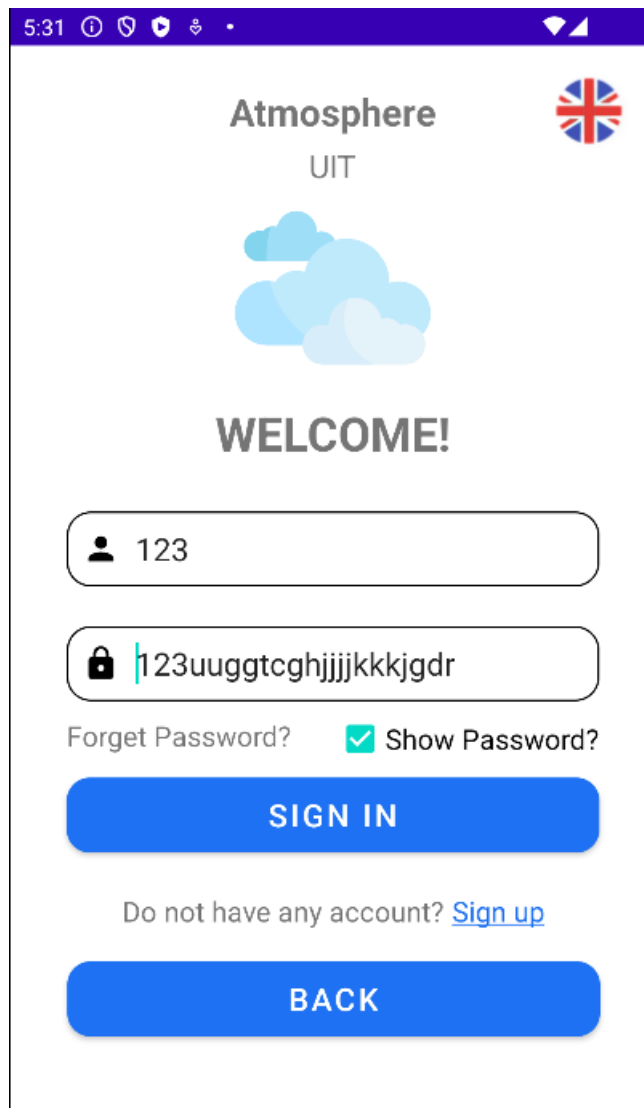 5:31
Atmosphere
UIT
WELCOME!
123
123uuggtcghjjjjkkkjgdr
Forget Password? Show Password?
SIGN IN
Do not have any account? Sign up
BACK